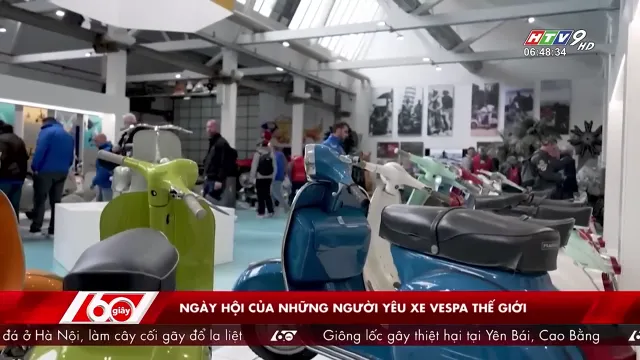 HTV9 HD
06:48:34
60 giây
NGÀY HỘI CỦA NHỮNG NGƯỜI YÊU XE VESPA THẾ GIỚI
đá ở Hà Nội, làm cây cối gãy đổ la liệt 60 Giông lốc gây thiệt hại tại Yên Bái, Cao Bằng